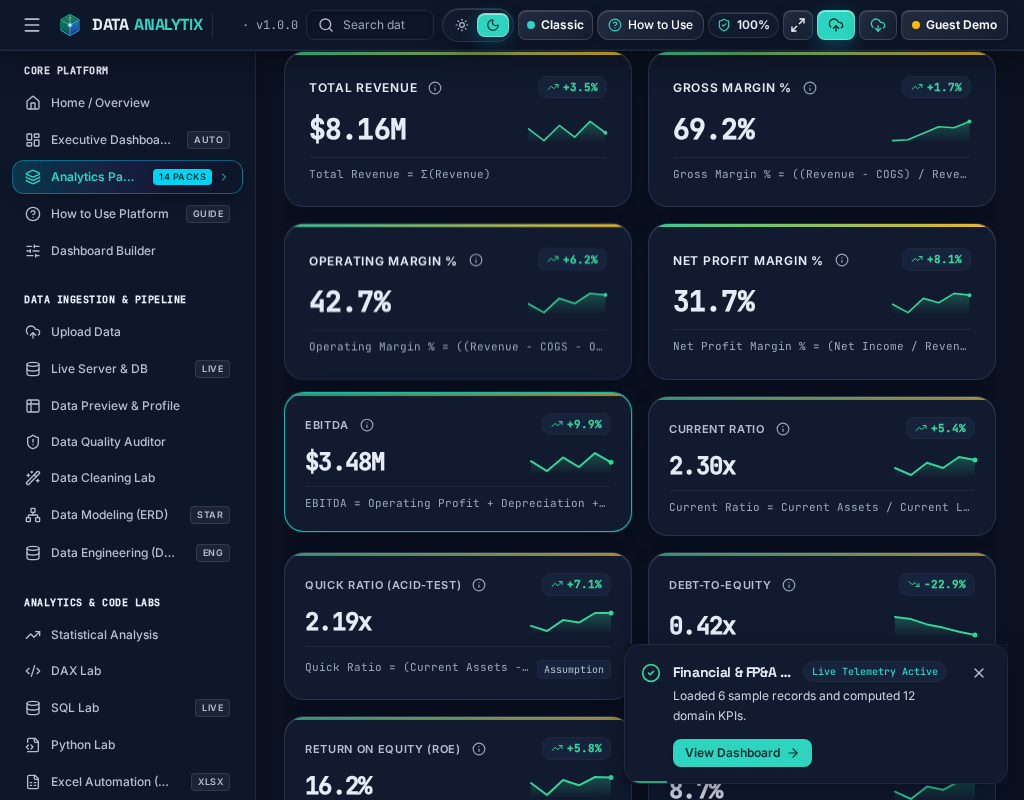 DATA ANALYTIX
· v1.0.0
Search dat
Classic
How to Use
100%
Guest Demo
CORE PLATFORM
Home / Overview
Executive Dashboa... AUTO
Analytics Pa... 14 PACKS
How to Use Platform GUIDE
Dashboard Builder
DATA INGESTION & PIPELINE
Upload Data
Live Server & DB LIVE
Data Preview & Profile
Data Quality Auditor
Data Cleaning Lab
Data Modeling (ERD) STAR
Data Engineering (D... ENG
ANALYTICS & CODE LABS
Statistical Analysis
DAX Lab
SQL Lab LIVE
Python Lab
Excel Automation (... XLSX
TOTAL REVENUE +3.5%
$8.16M
Total Revenue = Σ(Revenue)
GROSS MARGIN % +1.7%
69.2%
Gross Margin % = ((Revenue - COGS) / Reve…
OPERATING MARGIN % +6.2%
42.7%
Operating Margin % = ((Revenue - COGS - O…
NET PROFIT MARGIN % +8.1%
31.7%
Net Profit Margin % = (Net Income / Reven…
EBITDA +9.9%
$3.48M
EBITDA = Operating Profit + Depreciation +…
CURRENT RATIO +5.4%
2.30x
Current Ratio = Current Assets / Current L…
QUICK RATIO (ACID-TEST) +7.1%
2.19x
Quick Ratio = (Current Assets -… Assumption
DEBT-TO-EQUITY -22.9%
0.42x
RETURN ON EQUITY (ROE) +5.8%
16.2%
8.7%
Financial & FP&A ... Live Telemetry Active
Loaded 6 sample records and computed 12
domain KPIs.
View Dashboard